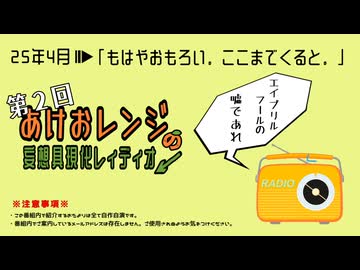 25年4月▶「もはやおもろい。ここまでくると。」
第2回
あけおレンジの
妄想具現化レィディオ
エイプリル
フールの
嘘であれ
RADIO
※注意事項※
・この番組内で紹介するおたよりは全て自作自演です。
・番組内でご案内しているメールアドレスは存在しません。ご使用されぬようお気をつけください。